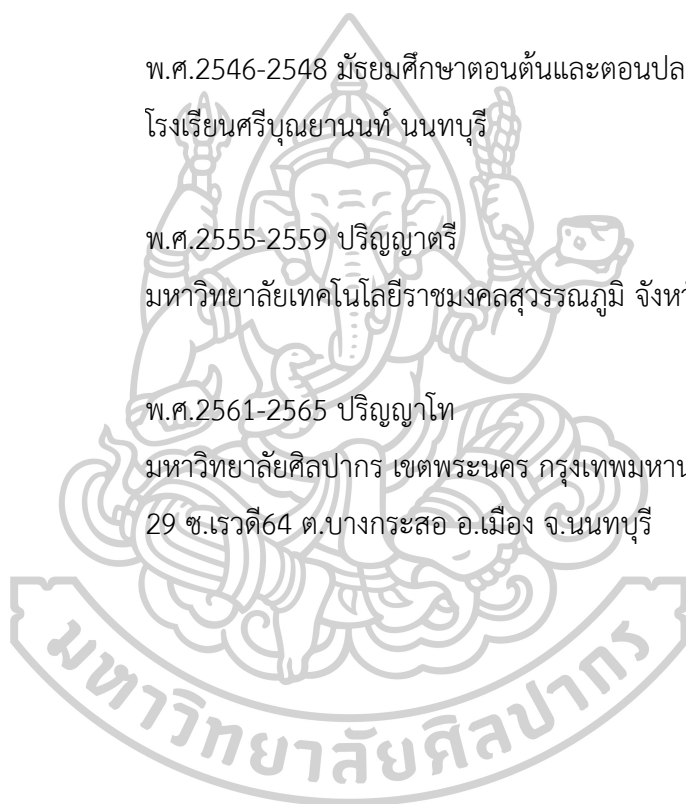 พ.ศ.2546-2548 มัธยมศึกษาตอนต้นและตอนปล
โรงเรียนศรีบุณยานนท์ นนทบุรี
พ.ศ.2555-2559 ปริญญาตรี
มหาวิทยาลัยเทคโนโลยีราชมงคลสุวรรณภูมิ จังห
พ.ศ.2561-2565 ปริญญาโท
มหาวิทยาลัยศิลปากร เขตพระนคร กรุงเทพมหาน
29 ซ.เรวดี64 ต.บางกระสอ อ.เมือง จ.นนทบุรี
มหาวิทยาลัยศิลปากร